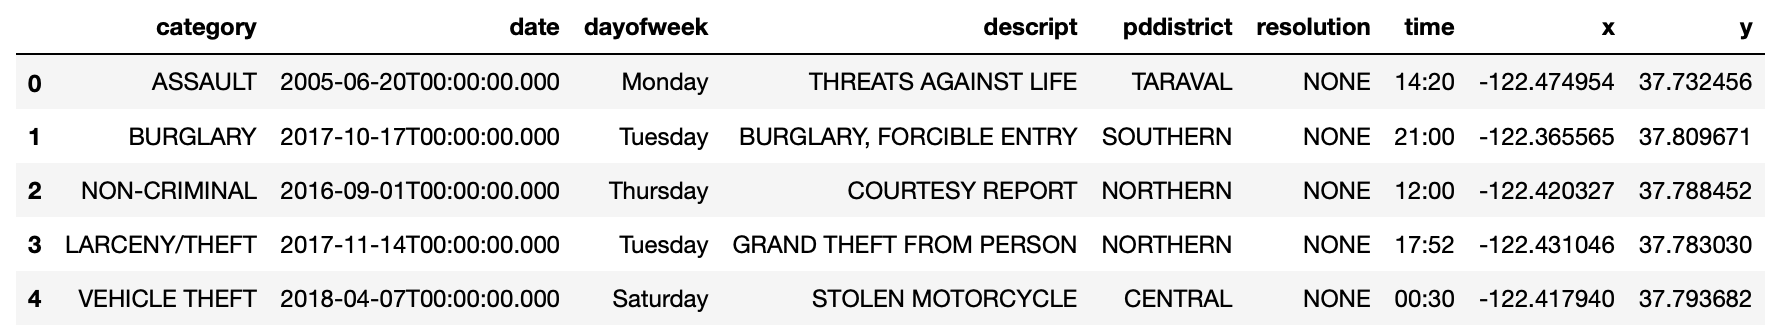 category date dayofweek descript pddistrict resolution time x y
0 ASSAULT 2005-06-20T00:00:00.000 Monday THREATS AGAINST LIFE TARAVAL NONE 14:20 -122.474954 37.732456
1 BURGLARY 2017-10-17T00:00:00.000 Tuesday BURGLARY, FORCIBLE ENTRY SOUTHERN NONE 21:00 -122.365565 37.809671
2 NON-CRIMINAL 2016-09-01T00:00:00.000 Thursday COURTESY REPORT NORTHERN NONE 12:00 -122.420327 37.788452
3 LARCENY/THEFT 2017-11-14T00:00:00.000 Tuesday GRAND THEFT FROM PERSON NORTHERN NONE 17:52 -122.431046 37.783030
4 VEHICLE THEFT 2018-04-07T00:00:00.000 Saturday STOLEN MOTORCYCLE CENTRAL NONE 00:30 -122.417940 37.793682